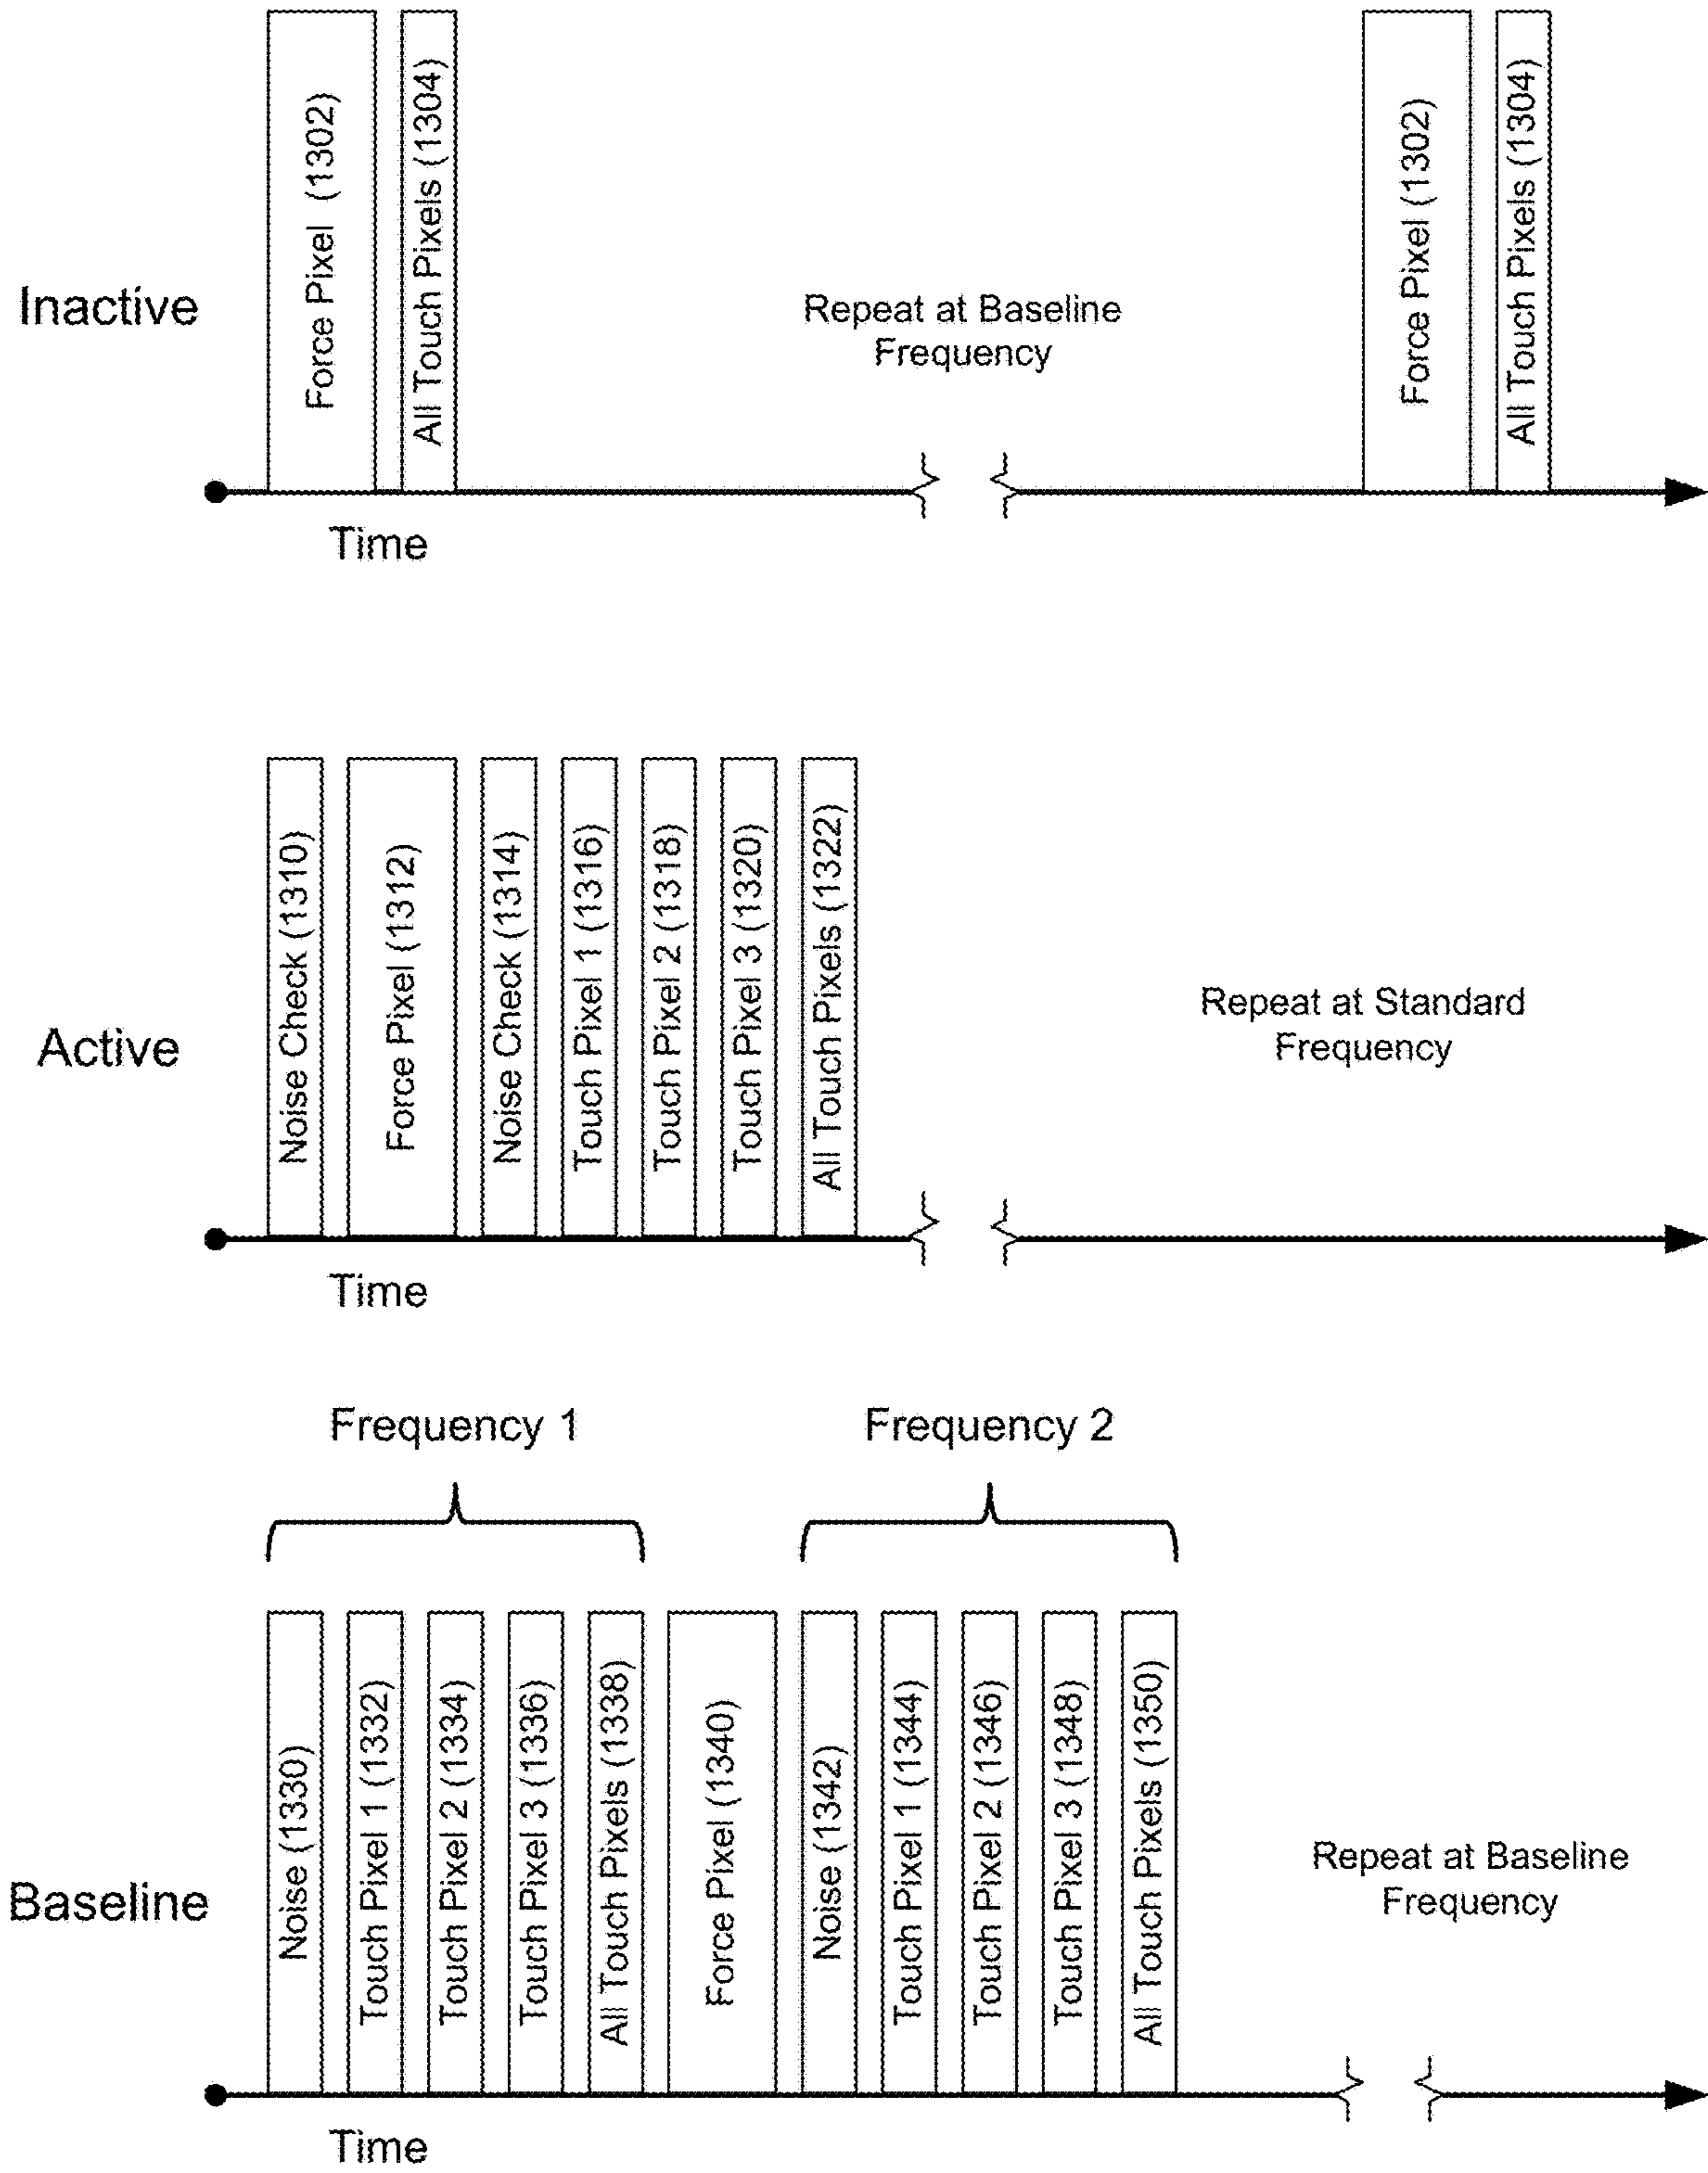 Inactive
Force Pixel (1302)
All Touch Pixels (1304)
Repeat at Baseline
Frequency
Force Pixel (1302)
All Touch Pixels (1304)
Time
Active
Noise Check (1310)
Force Pixel (1312)
Noise Check (1314)
Touch Pixel 1 (1316)
Touch Pixel 2 (1318)
Touch Pixel 3 (1320)
All Touch Pixels (1322)
Repeat at Standard
Frequency
Time
Frequency 1
Frequency 2
Baseline
Noise (1330)
Touch Pixel 1 (1332)
Touch Pixel 2 (1334)
Touch Pixel 3 (1336)
All Touch Pixels (1338)
Force Pixel (1340)
Noise (1342)
Touch Pixel 1 (1344)
Touch Pixel 2 (1346)
Touch Pixel 3 (1348)
All Touch Pixels (1350)
Repeat at Baseline
Frequency
Time